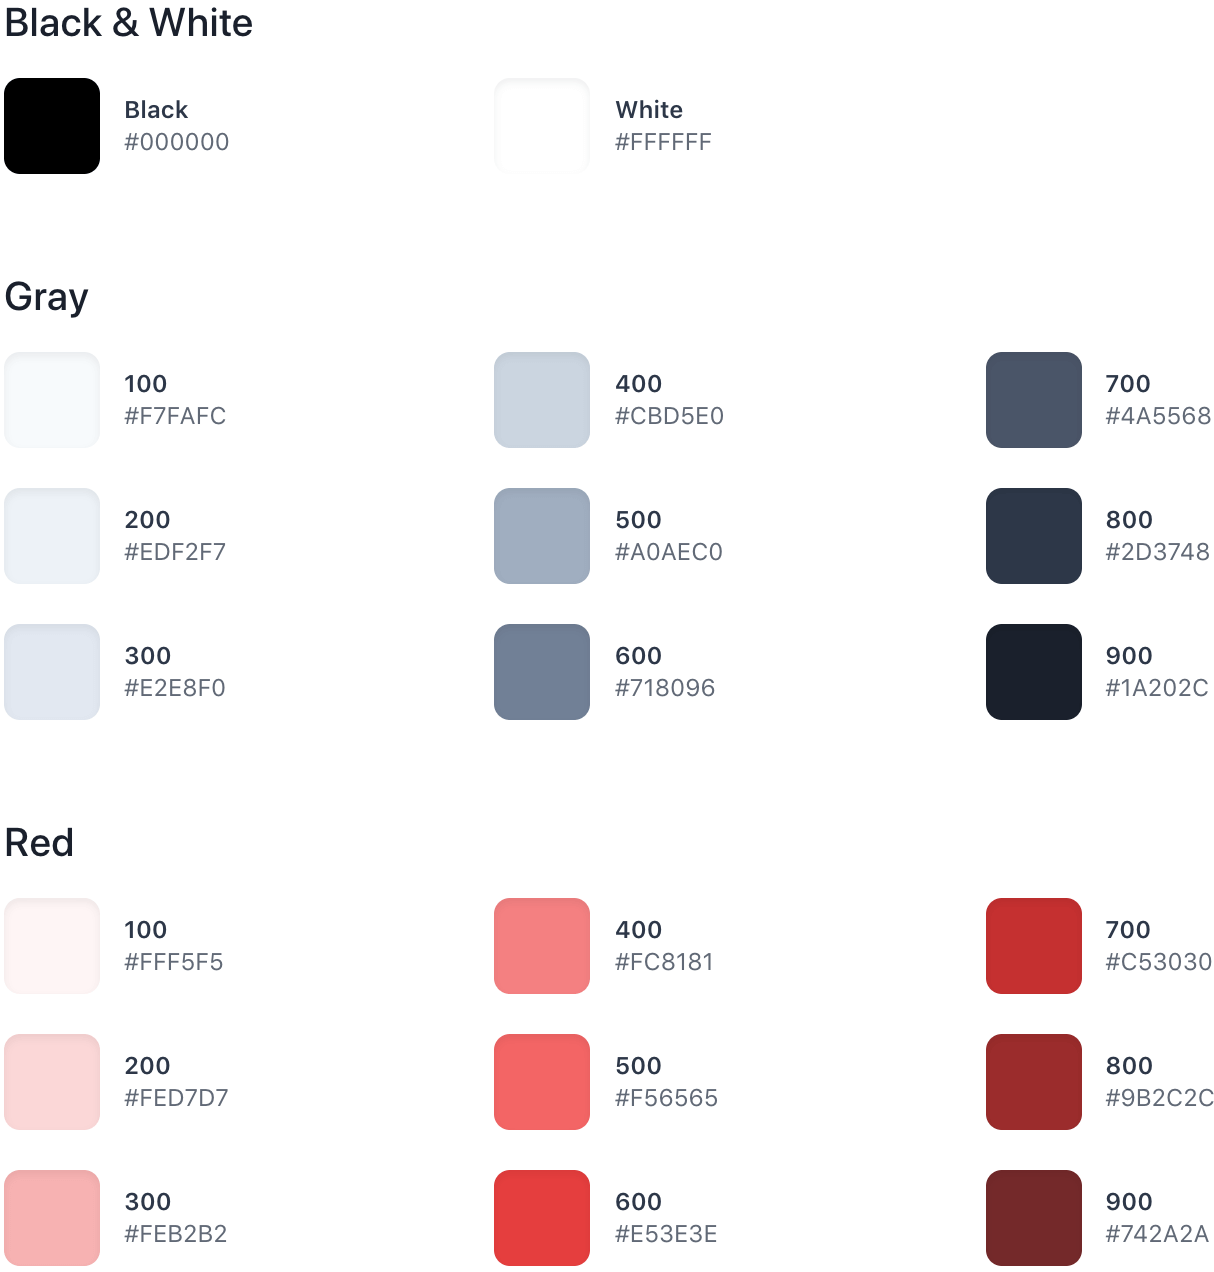 Black & White
Black
#000000
White
#FFFFFF
Gray
100
#F7FAFC
400
#CBD5E0
700
#4A5568
200
#EDF2F7
500
#A0AEC0
800
#2D3748
300
#E2E8F0
600
#718096
900
#1A202C
Red
100
#FFF5F5
400
#FC8181
700
#C53030
200
#FED7D7
500
#F56565
800
#9B2C2C
300
#FEB2B2
600
#E53E3E
900
#742A2A